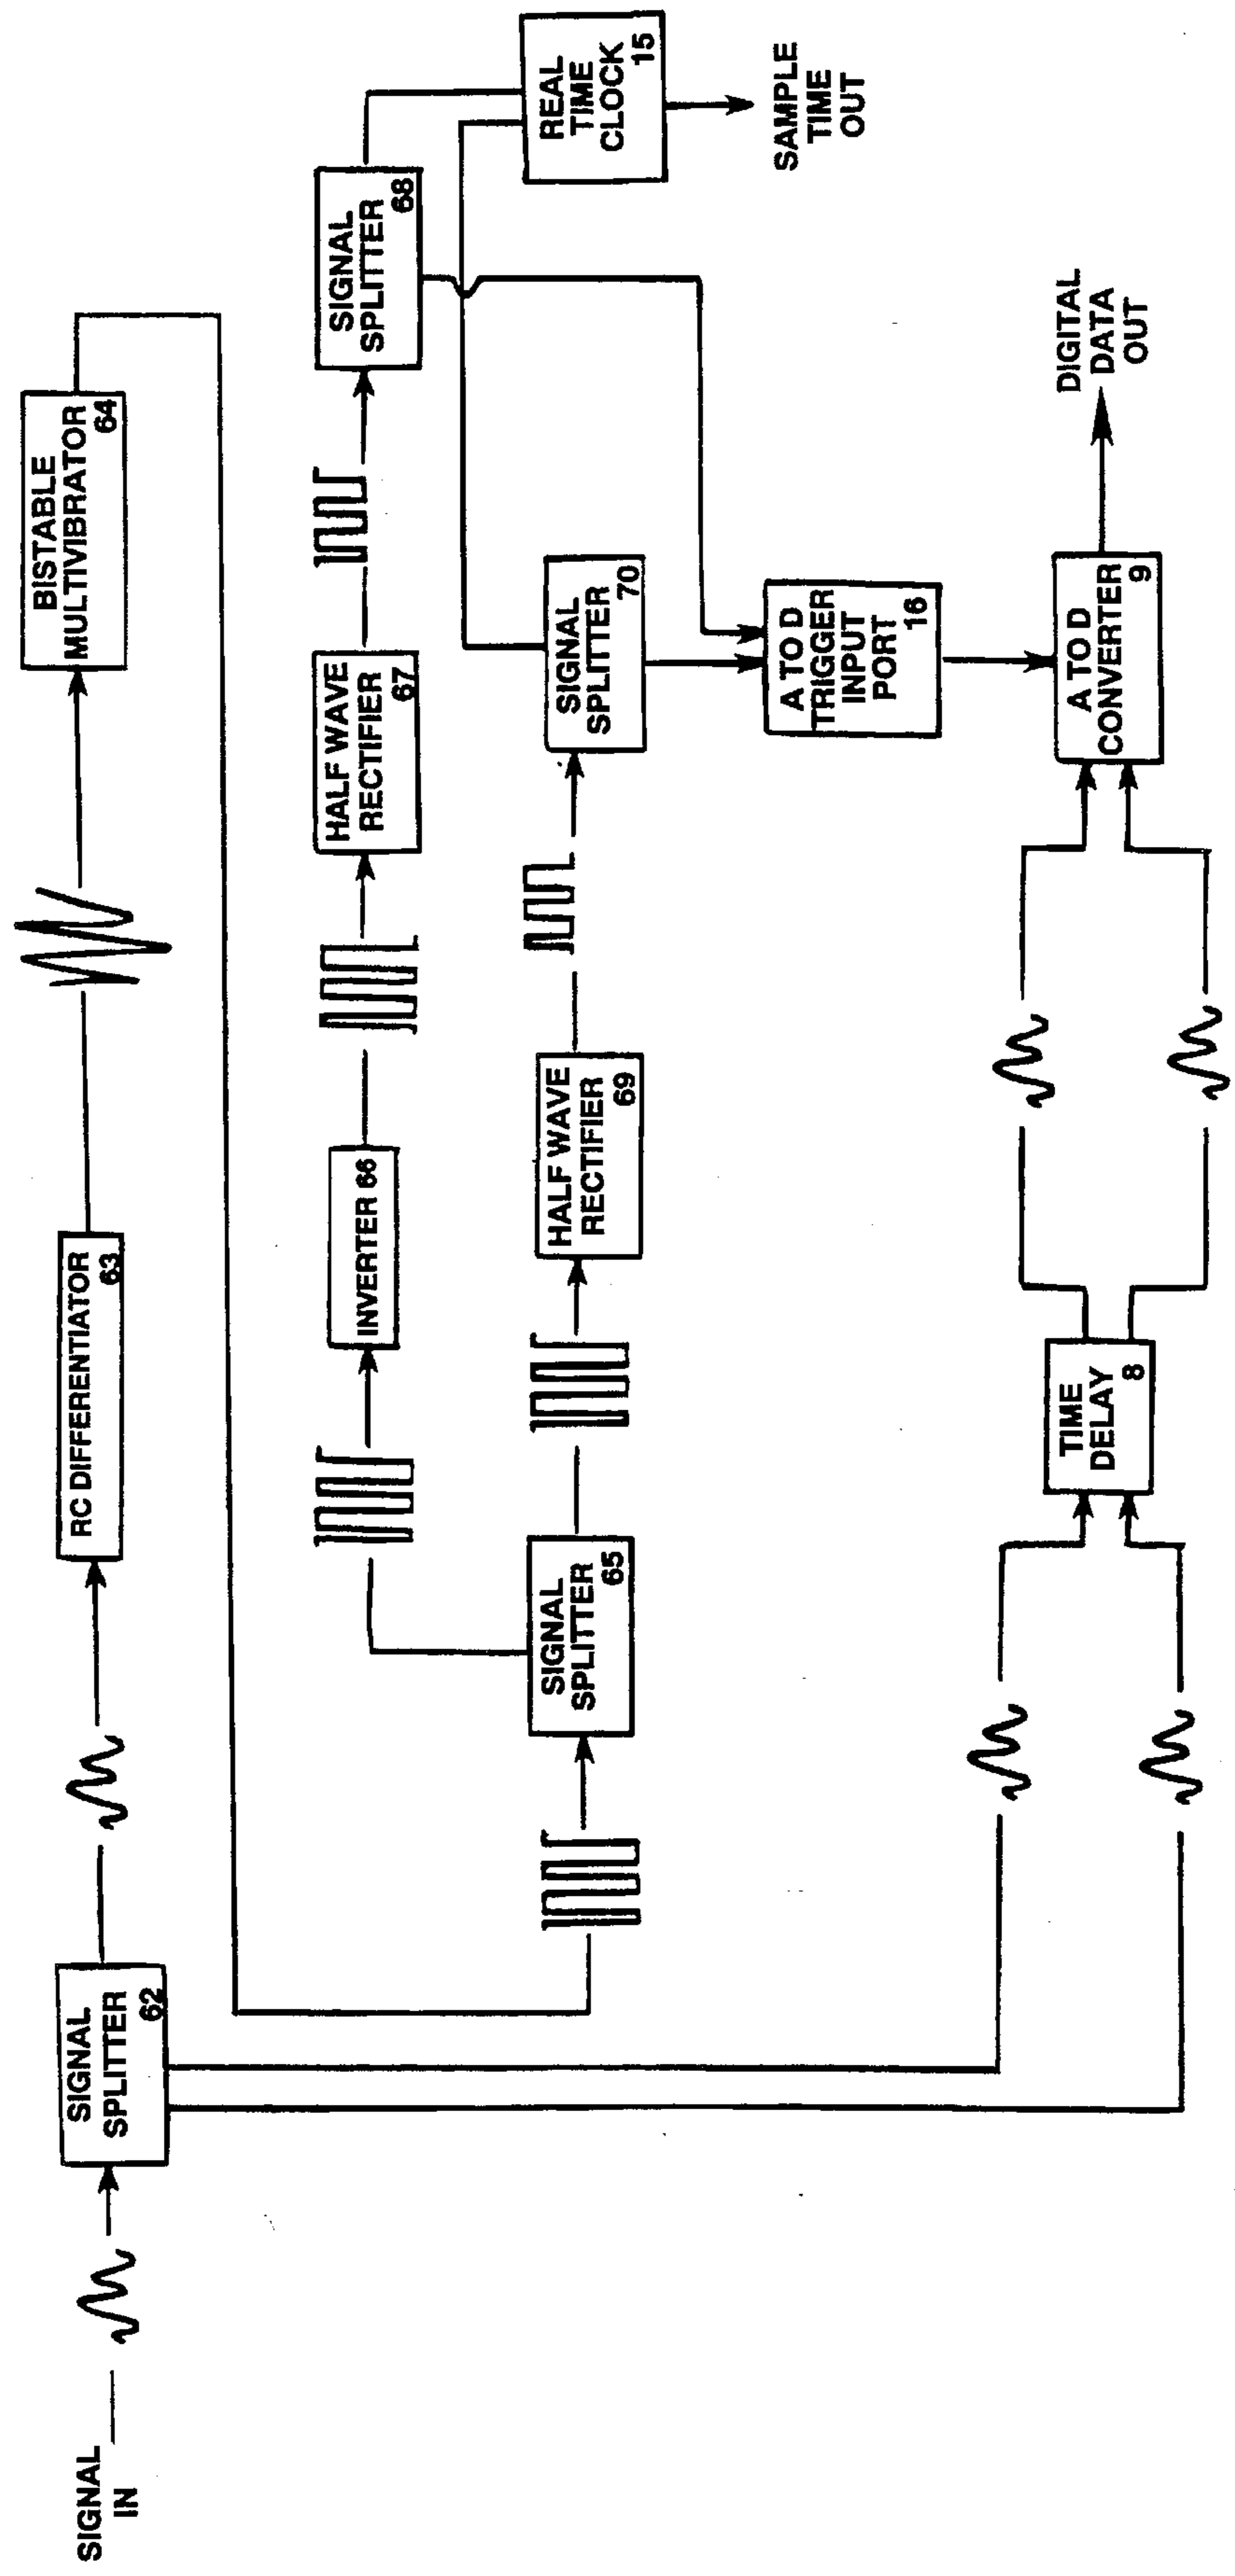 SIGNAL
IN
SIGNAL
SPLITTER
62
RC DIFFERENTIATOR
63
BISTABLE
MULTIVIBRATOR
64
SIGNAL
SPLITTER
65
INVERTER 66
HALF WAVE
RECTIFIER
67
SIGNAL
SPLITTER
68
HALF WAVE
RECTIFIER
69
SIGNAL
SPLITTER
70
REAL
TIME
CLOCK
15
SAMPLE
TIME
OUT
A TO D
TRIGGER
INPUT
PORT
16
TIME
DELAY
8
A TO D
CONVERTER
9
DIGITAL
DATA
OUT